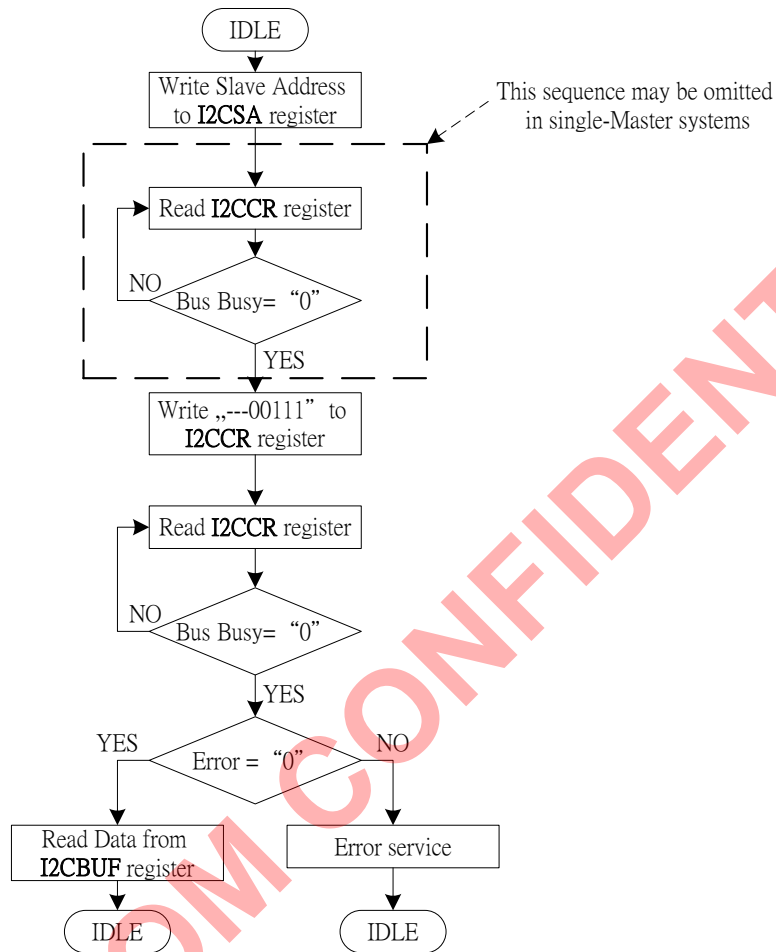 IDLE
Write Slave Address
to I2CSA register
This sequence may be omitted
in single-Master systems
Read I2CCR register
NO
Bus Busy= “0”
YES
Write „---00111” to
I2CCR register
Read I2CCR register
NO
Bus Busy= “0”
YES
YES
NO
Error = “0”
Read Data from
I2CBUF register
Error service
IDLE
IDLE
OM CONFIDENT